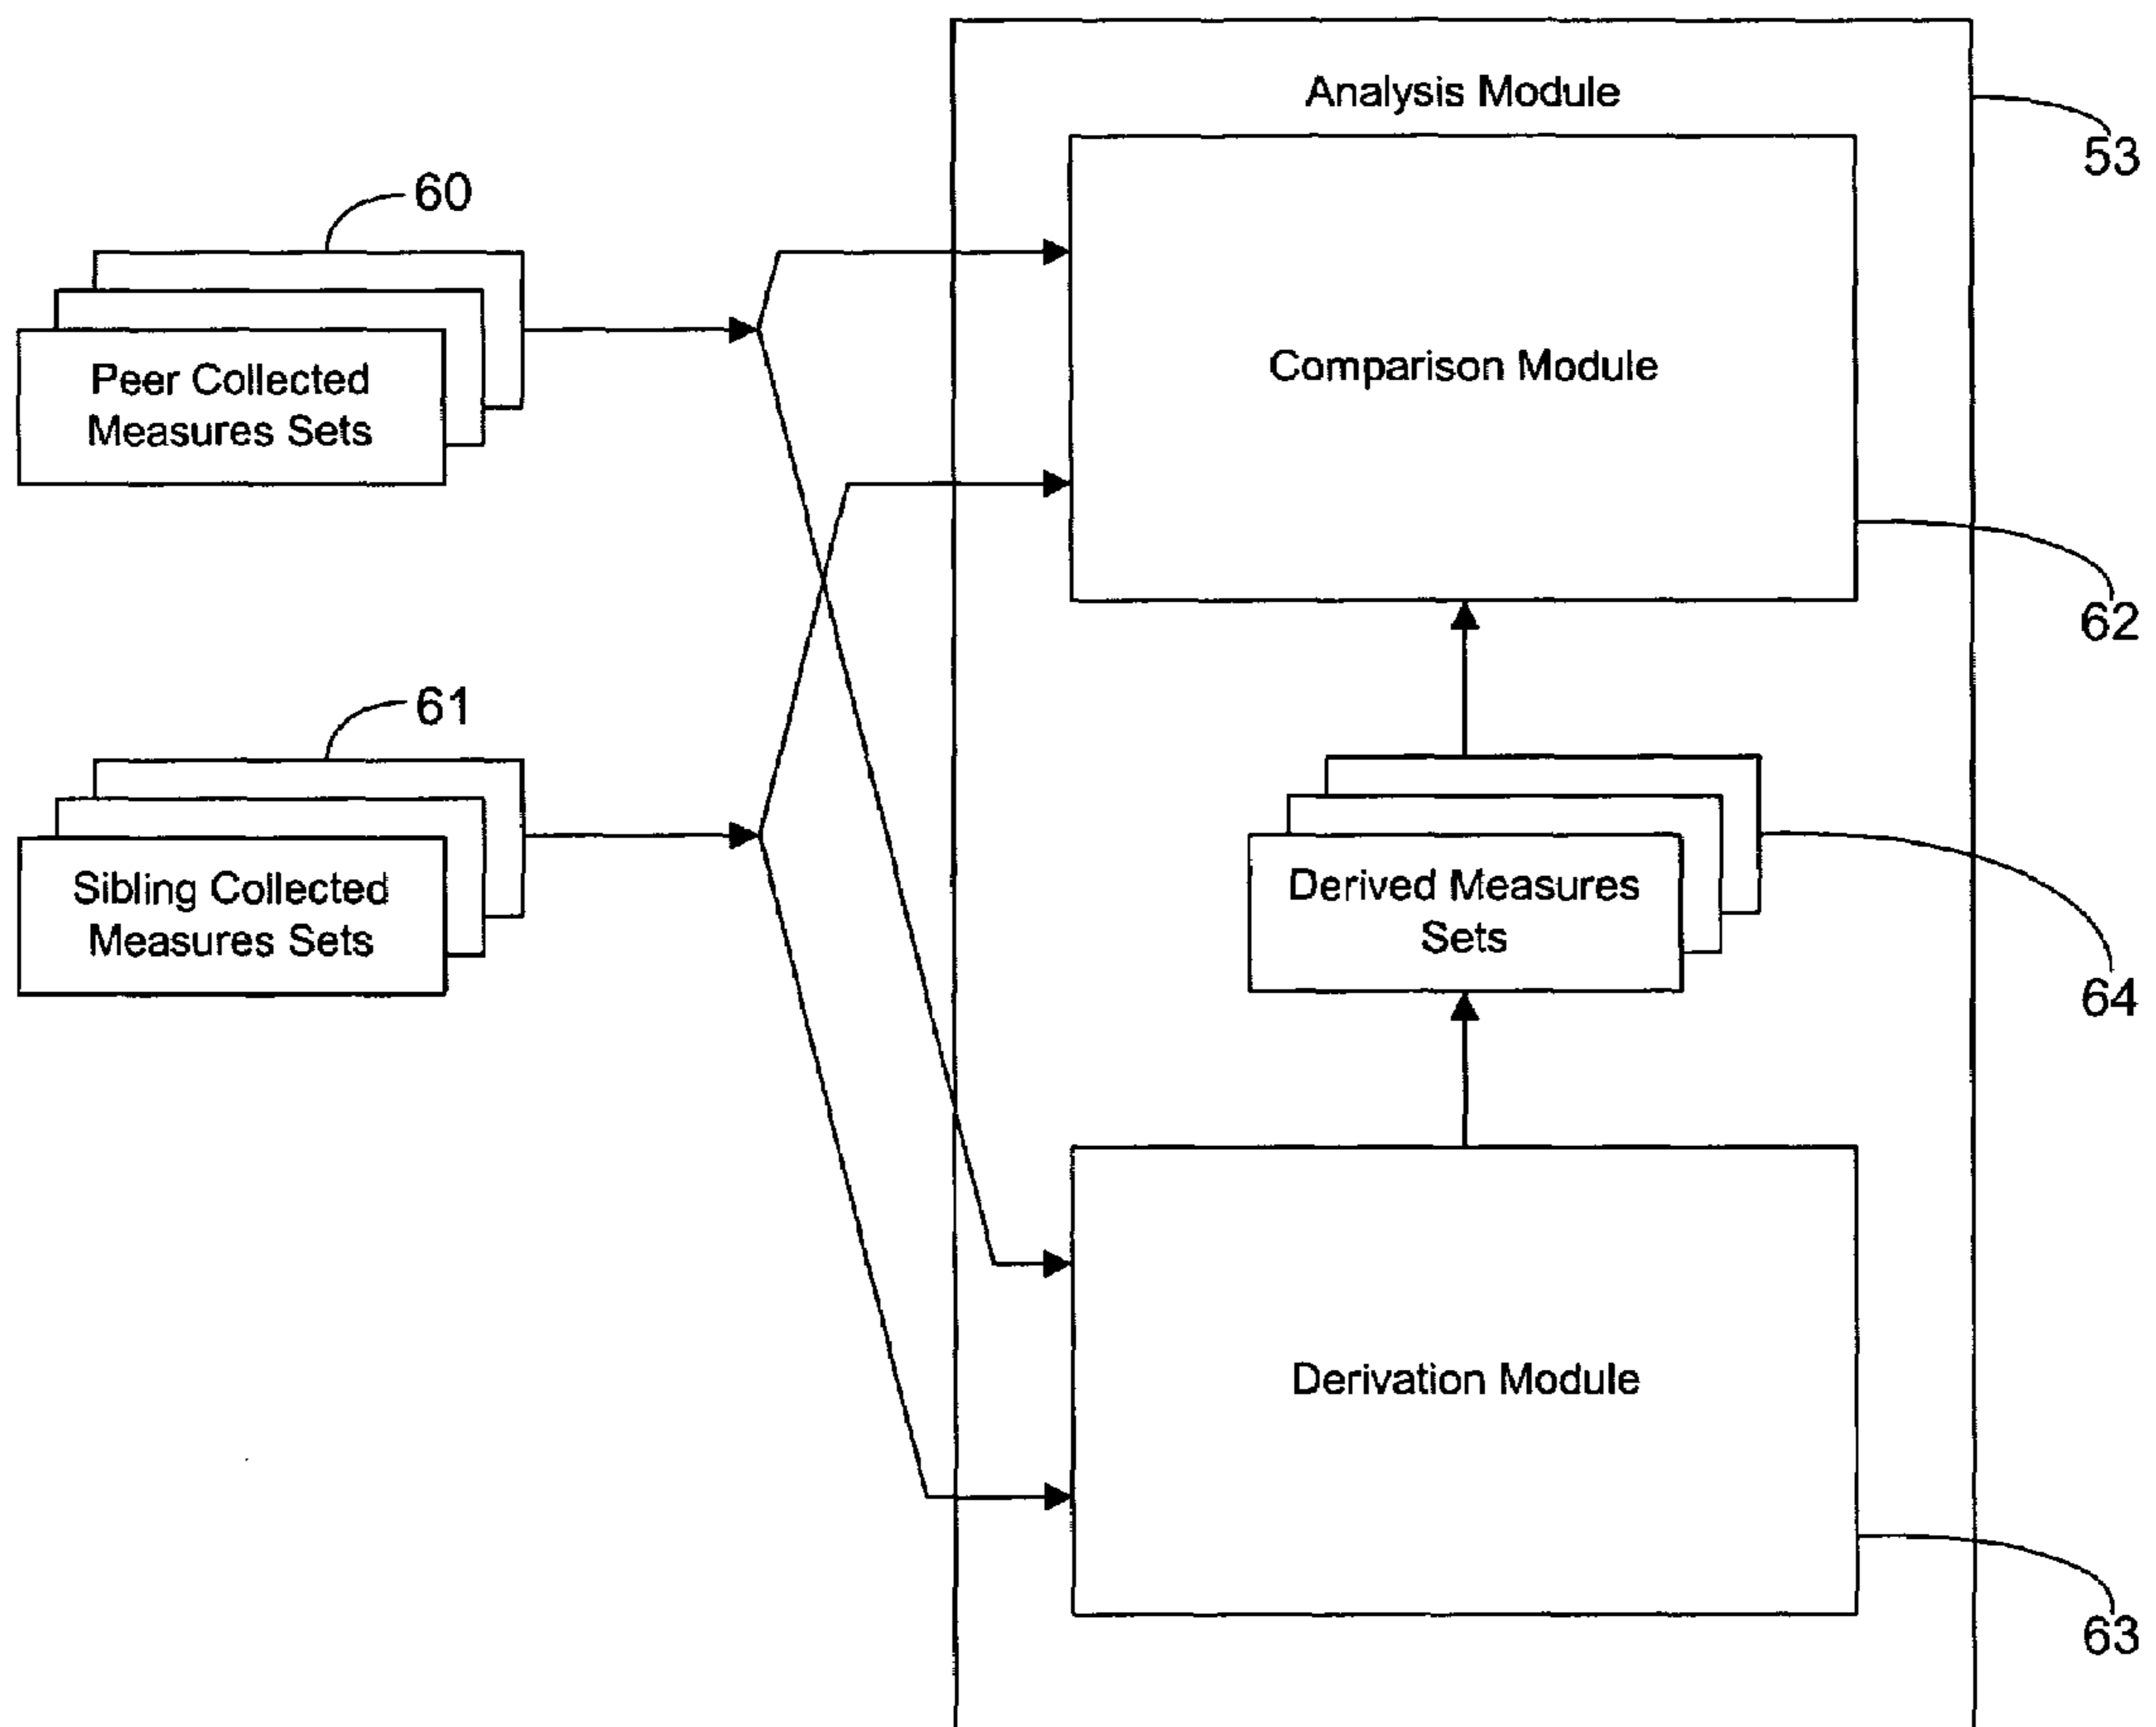 Analysis Module
53
60
Peer Collected
Measures Sets
Comparison Module
62
61
Sibling Collected
Measures Sets
Derived Measures
Sets
64
Derivation Module
63